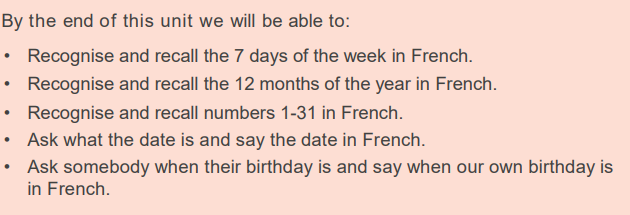 By the end of this unit we will be able to:
• Recognise and recall the 7 days of the week in French.
• Recognise and recall the 12 months of the year in French.
• Recognise and recall numbers 1-31 in French.
• Ask what the date is and say the date in French.
• Ask somebody when their birthday is and say when our own birthday is
in French.